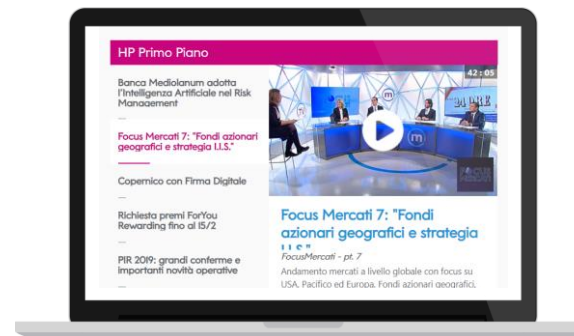 HP Primo Piano
Banca Mediolanum adotta
l'Intelligenza Artificiale nel Risk
Management
Focus Mercati 7: "Fondi azionari
geografici e strategia I.I.S."
Copernico con Firma Digitale
Richiesta premi ForYou
Rewarding fino al 15/2
PIR 2019: grandi conferme e
importanti novità operative
42:05
m
m
FOCUS
MERCATI
Focus Mercati 7: "Fondi
azionari geografici e strategia
I.I.S."
FocusMercati - pt. 7
Andamento mercati a livello globale con focus su
USA, Pacifico ed Europa. Fondi azionari geografici,